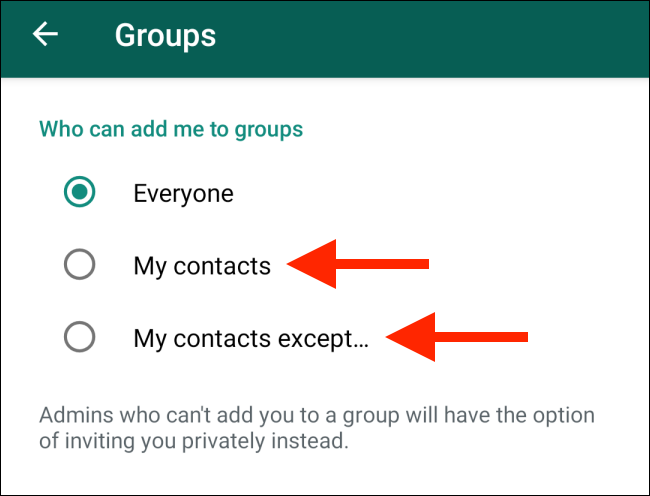 Groups
Who can add me to groups
Everyone
My contacts
My contacts except...
Admins who can't add you to a group will have the option
of inviting you privately instead.